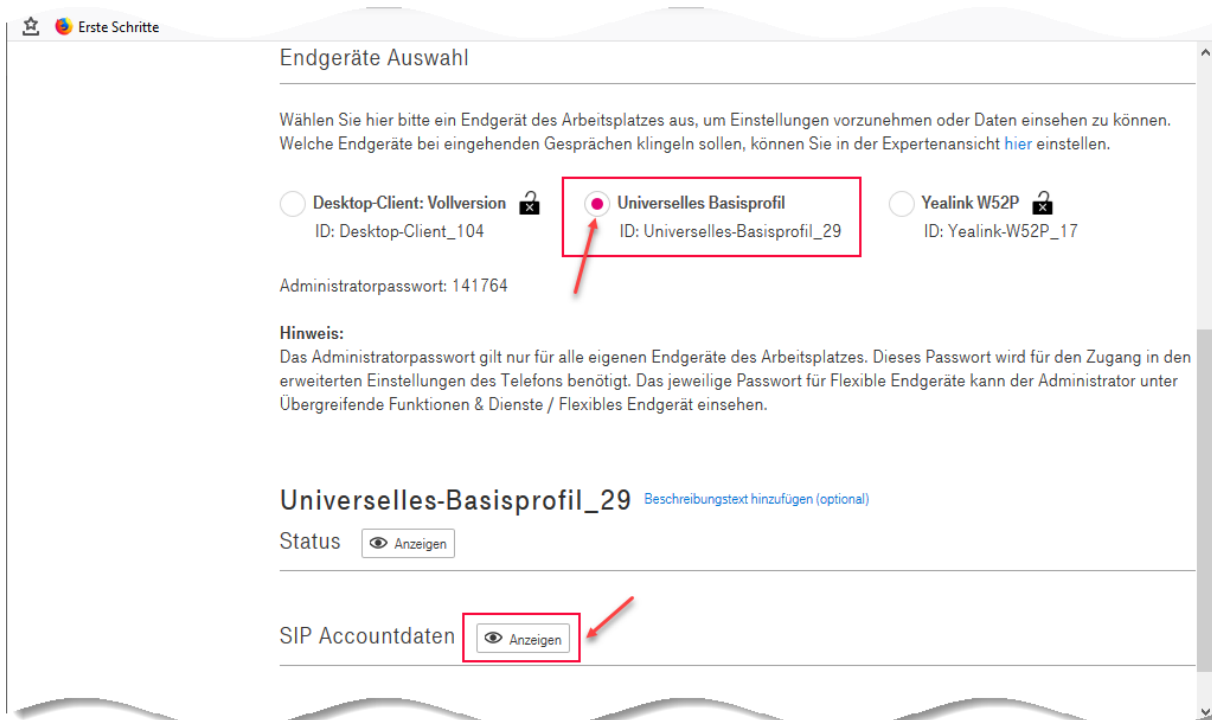 Erste Schritte
Endgeräte Auswahl
Wählen Sie hier bitte ein Endgerät des Arbeitsplatzes aus, um Einstellungen vorzunehmen oder Daten einsehen zu können.
Welche Endgeräte bei eingehenden Gesprächen klingeln sollen, können Sie in der Expertenansicht hier einstellen.
Desktop-Client: Vollversion
ID: Desktop-Client_104
Universelles Basisprofil
ID: Universelles-Basisprofil_29
Yealink W52P
ID: Yealink-W52P_17
Administratorpasswort: 141764
Hinweis:
Das Administratorpasswort gilt nur für alle eigenen Endgeräte des Arbeitsplatzes. Dieses Passwort wird für den Zugang in den
erweiterten Einstellungen des Telefons benötigt. Das jeweilige Passwort für Flexible Endgeräte kann der Administrator unter
Übergreifende Funktionen & Dienste / Flexibles Endgerät einsehen.
Universelles-Basisprofil_29 Beschreibungstext hinzufügen (optional)
Status Anzeigen
SIP Accountdaten Anzeigen